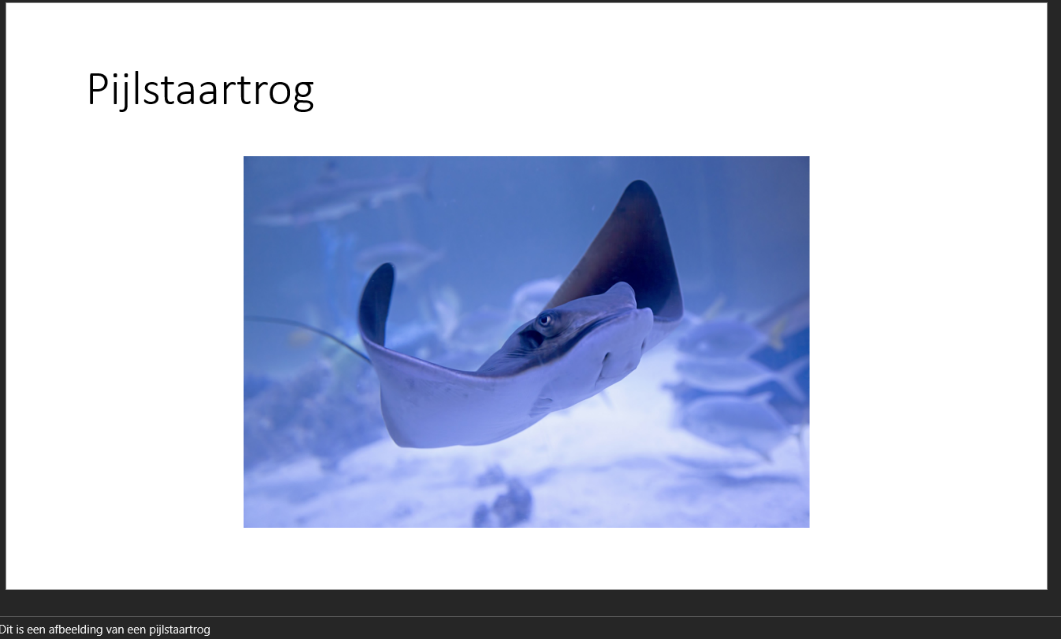 Pijlstaartrog
Dit is een afbeelding van een pijlstaartrog